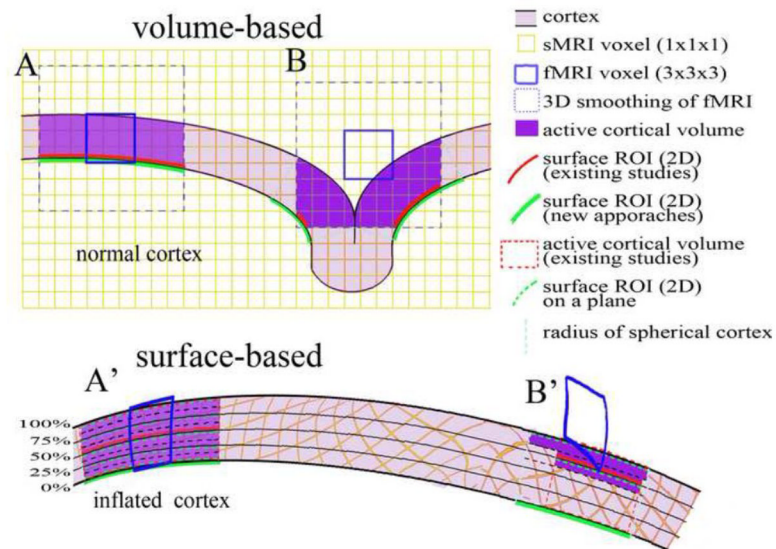 volume-based
A
B
normal cortex
cortex
sMRI voxel (1x1x1)
fMRI voxel (3x3x3)
3D smoothing of fMRI
active cortical volume
surface ROI (2D)
(existing studies)
surface ROI (2D)
(new apporaches)
active cortical volume
(existing studies)
surface ROI (2D)
on a plane
radius of spherical cortex
surface-based
A'
B'
100%
75%
50%
25%
0%
inflated cortex